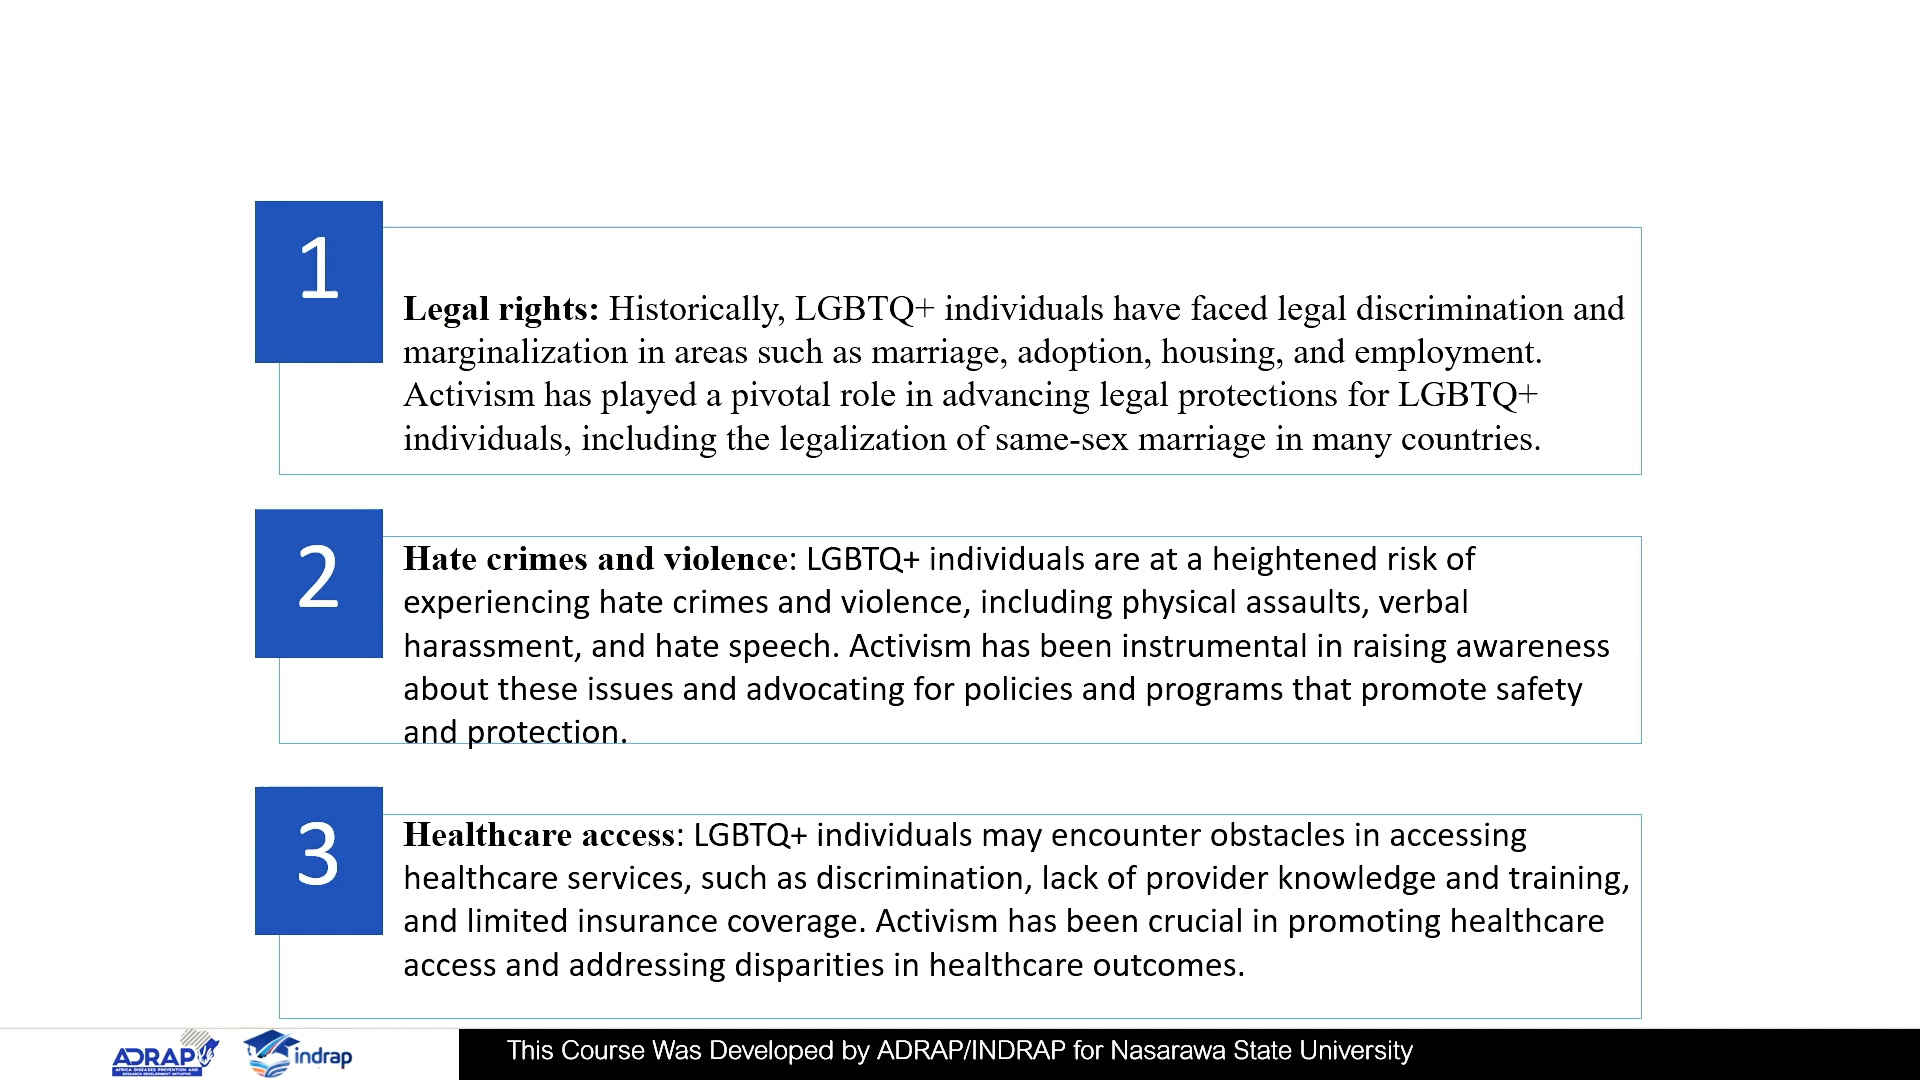 1
Legal rights: Historically, LGBTQ+ individuals have faced legal discrimination and
marginalization in areas such as marriage, adoption, housing, and employment.
Activism has played a pivotal role in advancing legal protections for LGBTQ+
individuals, including the legalization of same-sex marriage in many countries.
2
Hate crimes and violence: LGBTQ+ individuals are at a heightened risk of
experiencing hate crimes and violence, including physical assaults, verbal
harassment, and hate speech. Activism has been instrumental in raising awareness
about these issues and advocating for policies and programs that promote safety
and protection.
3
Healthcare access: LGBTQ+ individuals may encounter obstacles in accessing
healthcare services, such as discrimination, lack of provider knowledge and training,
and limited insurance coverage. Activism has been crucial in promoting healthcare
access and addressing disparities in healthcare outcomes.
ADRAP
AFRICA DISEASES PREVENTION AND
RESEARCH DEVELOPMENT INITIATIVE
indrap
This Course Was Developed by ADRAP/INDRAP for Nasarawa State University